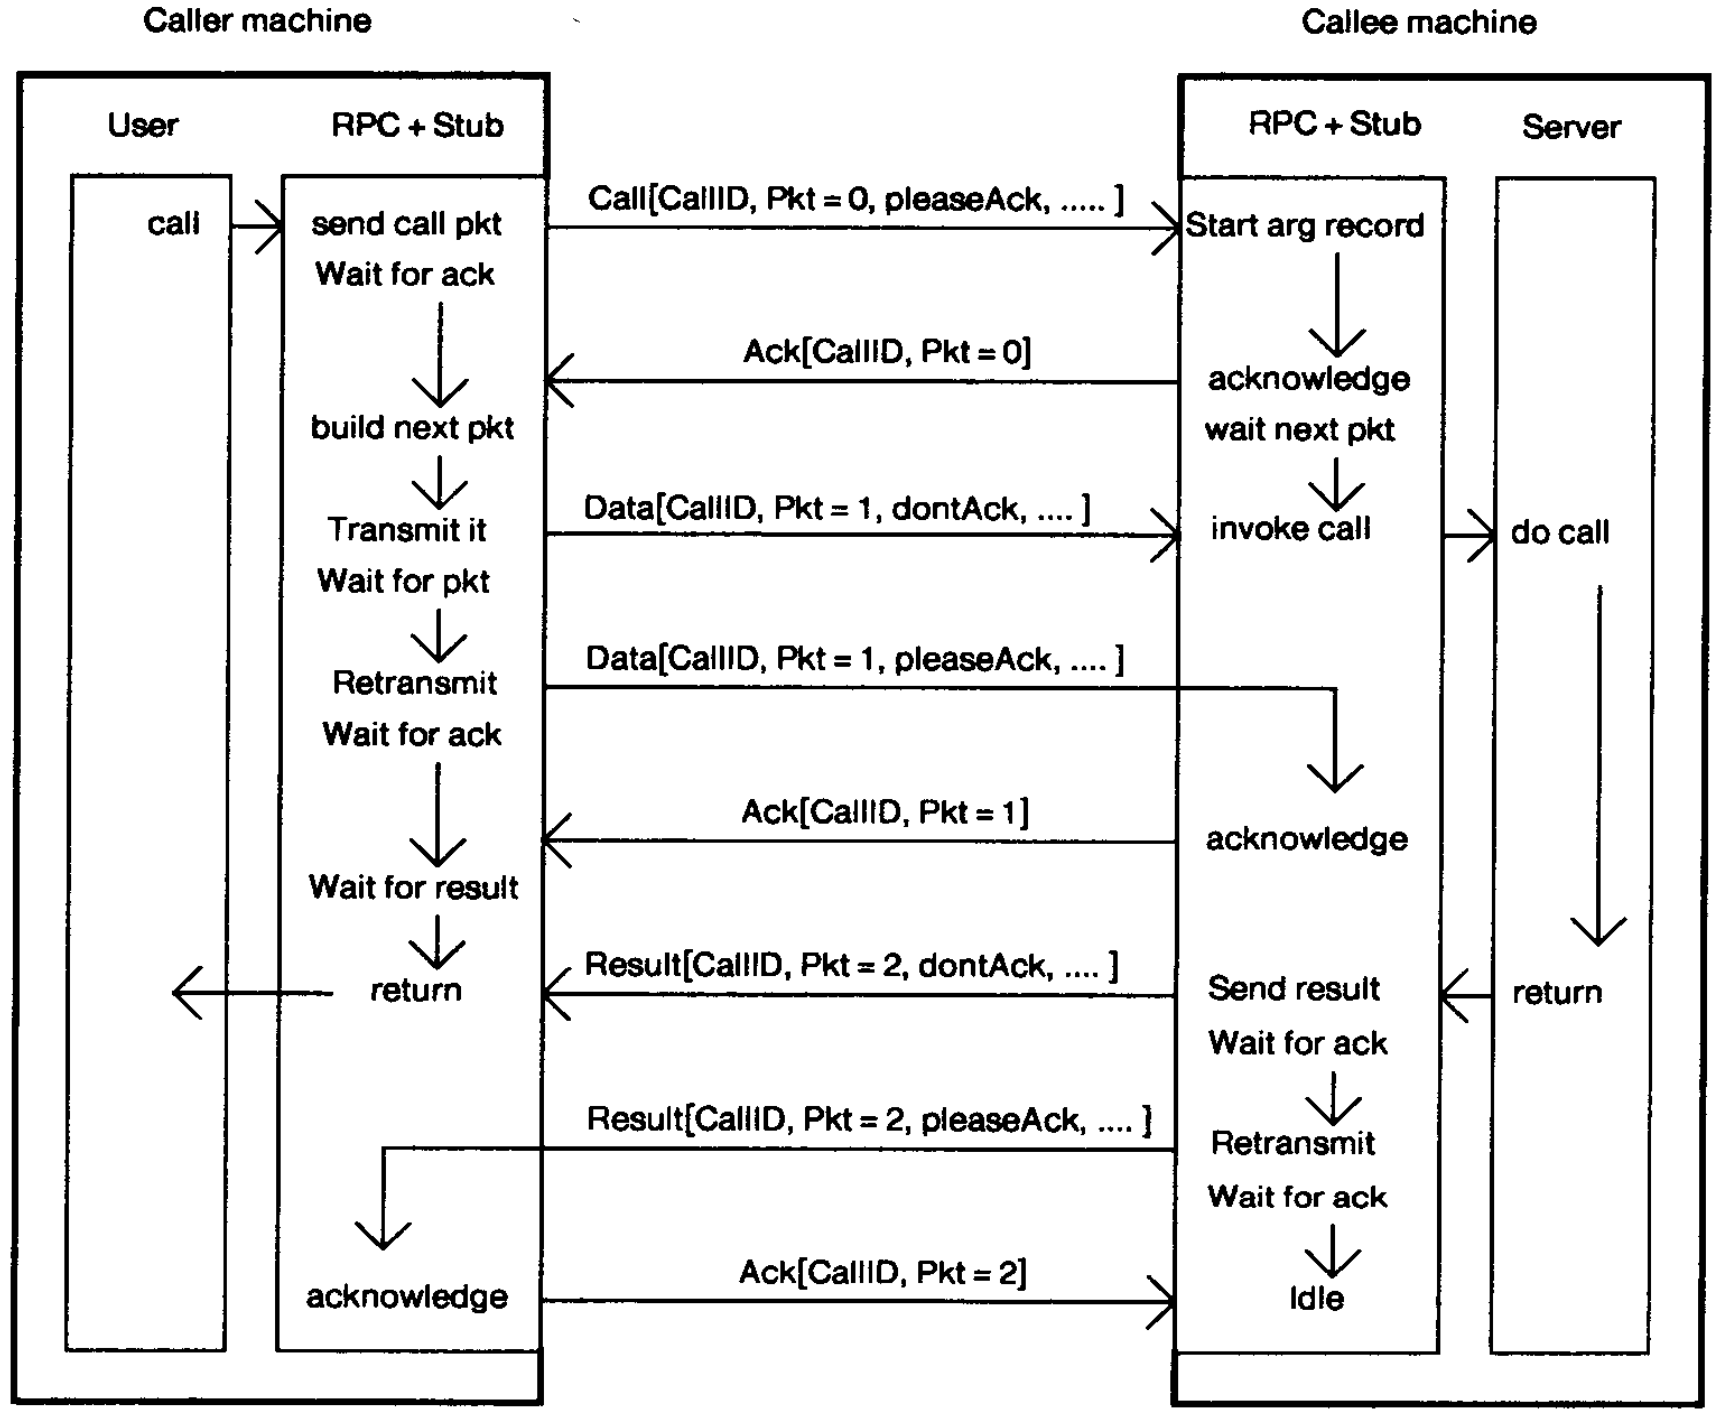 Caller machine
Callee machine
User
RPC + Stub
RPC + Stub
Server
call
send call pkt
Call[CallID, Pkt = 0, pleaseAck, ..... ]
Start arg record
Wait for ack
Ack[CallID, Pkt = 0]
acknowledge
build next pkt
wait next pkt
Data[CallID, Pkt = 1, dontAck, .... ]
Transmit it
invoke call
do call
Wait for pkt
Data[CallID, Pkt = 1, pleaseAck, .... ]
Retransmit
Wait for ack
Ack[CallID, Pkt = 1]
acknowledge
Wait for result
Result[CallID, Pkt = 2, dontAck, .... ]
return
Send result
return
Wait for ack
Result[CallID, Pkt = 2, pleaseAck, .... ]
Retransmit
Wait for ack
Ack[CallID, Pkt = 2]
acknowledge
Idle